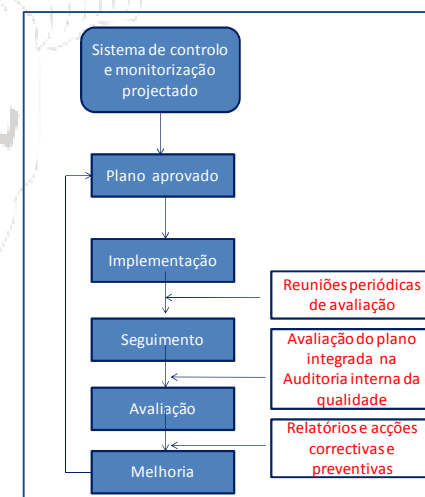 Sistema de controlo
e monitorização
projectado
Plano aprovado
Implementação
Reuniões periódicas
de avaliação
Seguimento
Avaliação do plano
integrada na
Auditoria interna da
qualidade
Avaliação
Relatórios e acções
correctivas e
preventivas
Melhoria